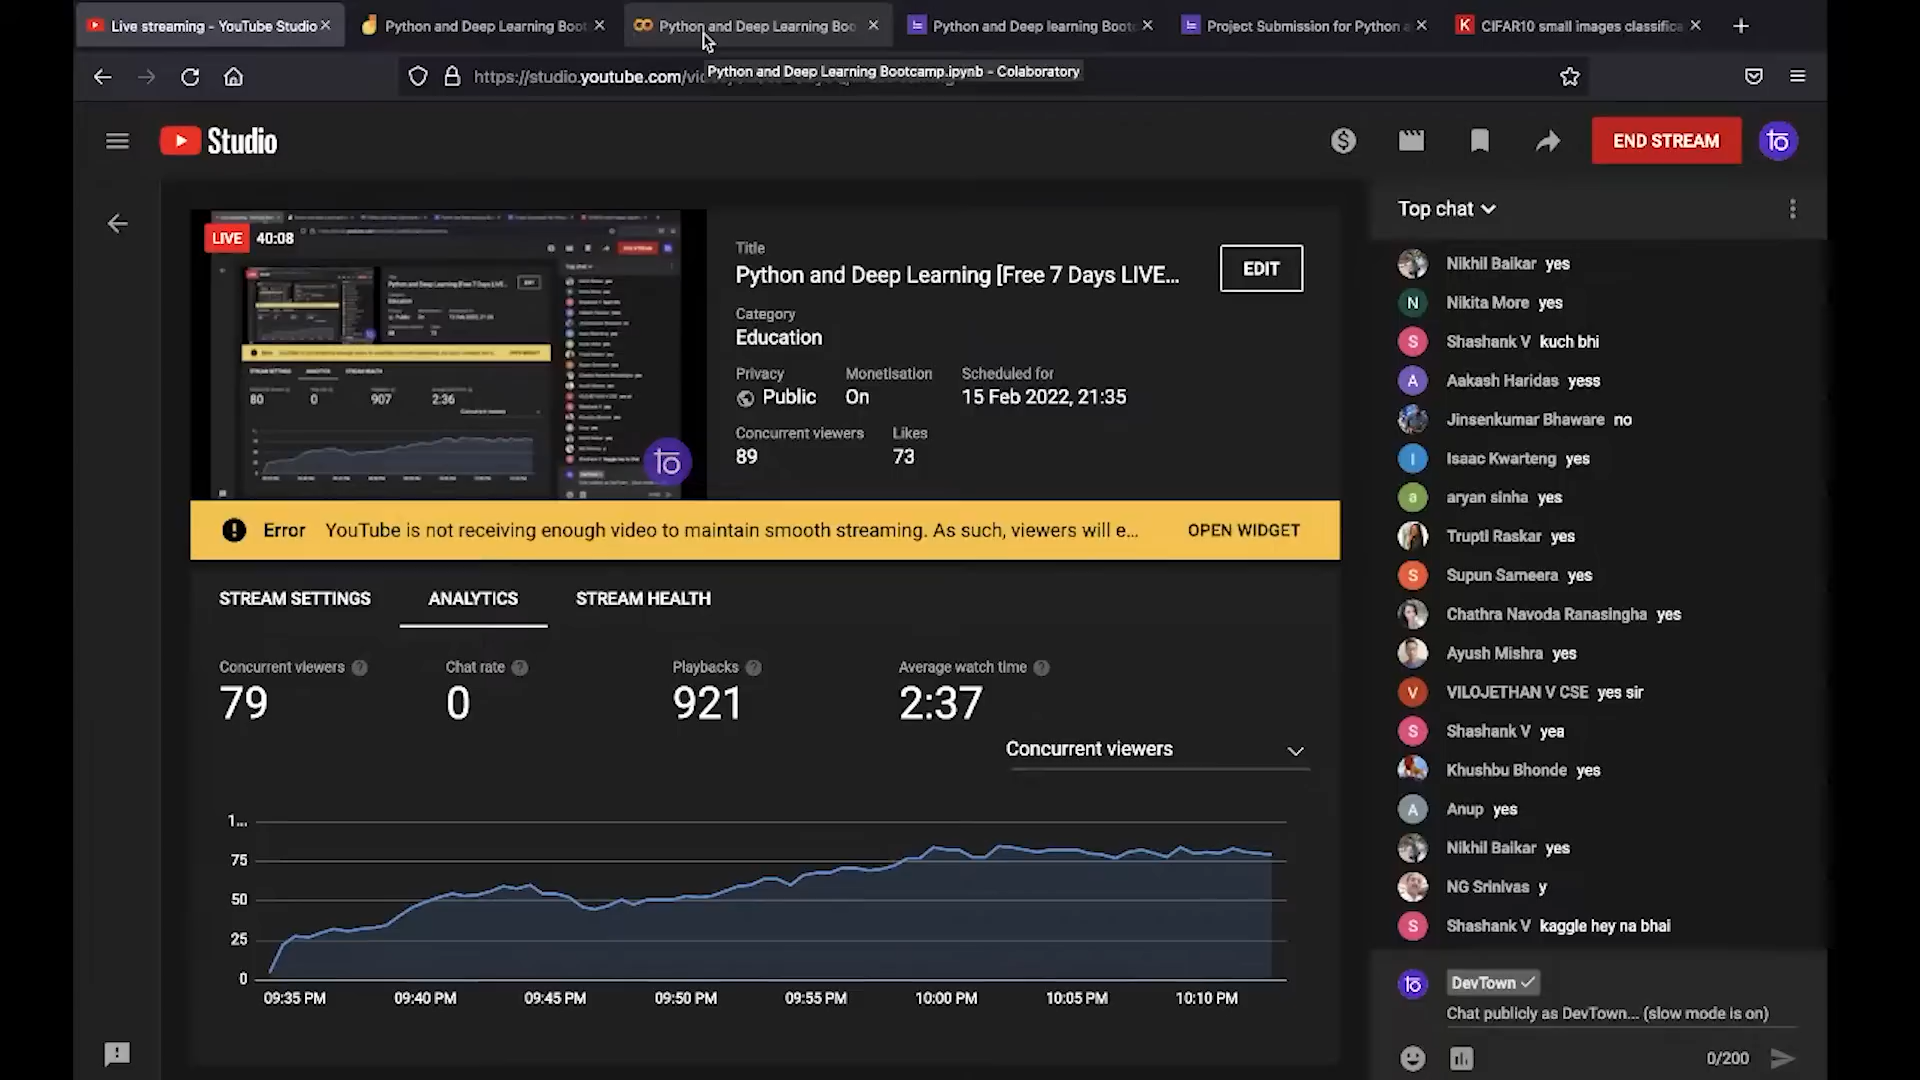 Live streaming - YouTube Studio
Python and Deep Learning Boot
Python and Deep Learning Boo
Python and Deep learning Boot
Project Submission for Python a
CIFAR10 small images classifica
https://studio.youtube.com/vi
Python and Deep Learning Bootcamp.ipynb - Colaboratory
Studio
END STREAM
LIVE 40:08
80
0
907
2:36
Title
Python and Deep Learning [Free 7 Days LIVE...
EDIT
Category
Education
Privacy
Public
Monetisation
On
Scheduled for
15 Feb 2022, 21:35
Concurrent viewers
89
Likes
73
Error YouTube is not receiving enough video to maintain smooth streaming. As such, viewers will e... OPEN WIDGET
STREAM SETTINGS
ANALYTICS
STREAM HEALTH
Concurrent viewers
79
Chat rate
0
Playbacks
921
Average watch time
2:37
Concurrent viewers
1...
75
50
25
0
09:35 PM 09:40 PM 09:45 PM 09:50 PM 09:55 PM 10:00 PM 10:05 PM 10:10 PM
Top chat
Nikhil Baikar yes
N Nikita More yes
S Shashank V kuch bhi
A Aakash Haridas yess
Jinsenkumar Bhaware no
I Isaac Kwarteng yes
a aryan sinha yes
Trupti Raskar yes
S Supun Sameera yes
Chathra Navoda Ranasingha yes
Ayush Mishra yes
V VILOJETHAN V CSE yes sir
S Shashank V yea
Khushbu Bhonde yes
A Anup yes
Nikhil Baikar yes
NG Srinivas y
S Shashank V kaggle hey na bhai
DevTown
Chat publicly as DevTown... (slow mode is on)
0/200